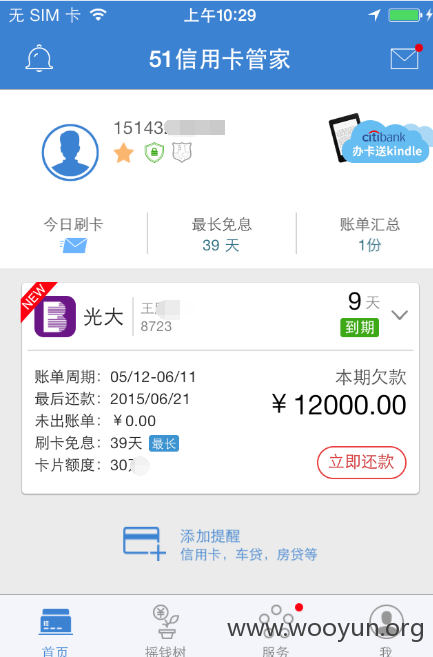 无 SIM 卡 上午10:29
51信用卡管家
15143
citibank
办卡送kindle
今日刷卡 最长免息 账单汇总
39 天 1份
NEW
光大 王
8723
9 天
到期
账单周期：05/12-06/11
最后还款：2015/06/21
未出账单：￥0.00
刷卡免息：39天 最长
卡片额度：30
本期欠款
￥12000.00
立即还款
添加提醒
信用卡，车贷，房贷等
www.wooyun.org
首页 摇钱树 服务 我